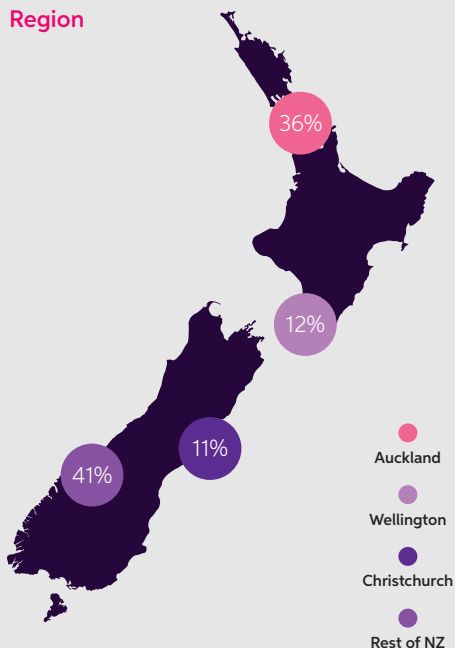 Region
36%
12%
11%
41%
Auckland
Wellington
Christchurch
Rest of NZ